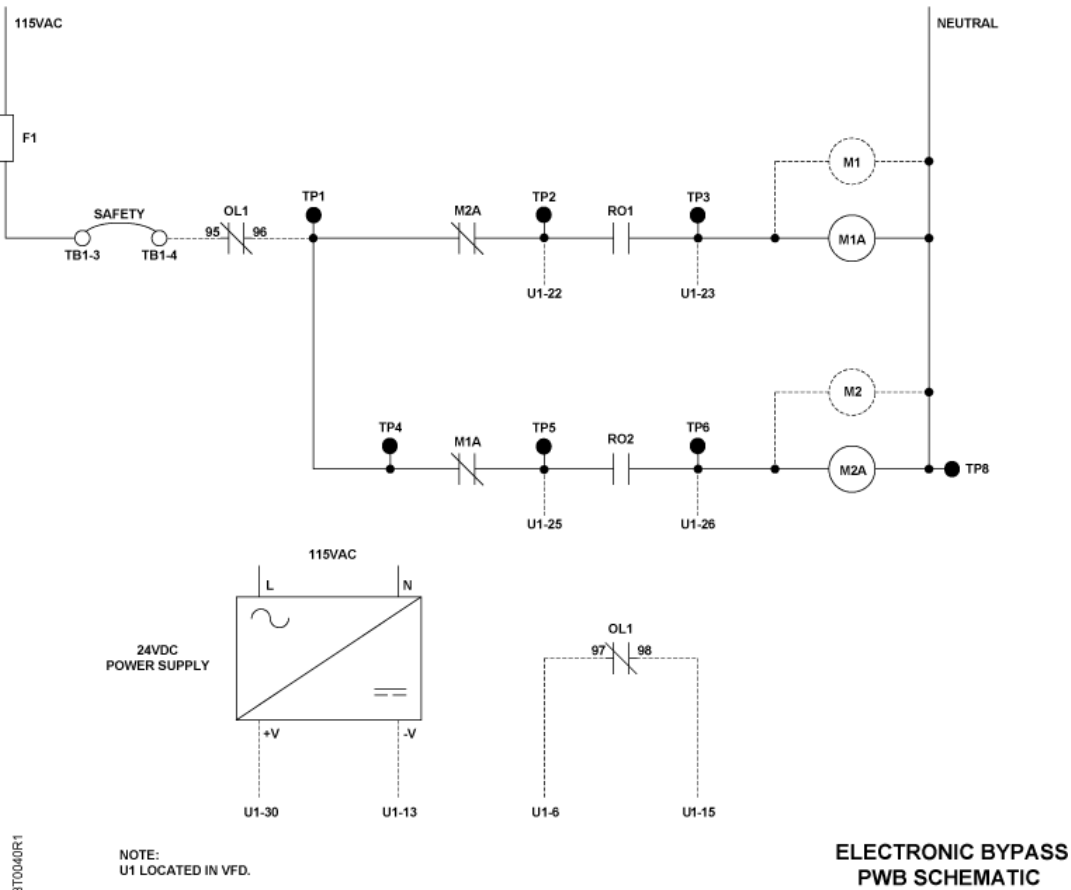 115VAC
NEUTRAL
F1
M1
TP1
TP2
TP3
SAFETY
OL1
M2A
RO1
95
96
M1A
TB1-3
TB1-4
U1-22
U1-23
M2
TP4
TP5
TP6
M1A
RO2
M2A
TP8
U1-25
U1-26
115VAC
L
N
OL1
97
98
24VDC
POWER SUPPLY
+V
-V
U1-30
U1-13
U1-6
U1-15
NOTE:
U1 LOCATED IN VFD.
ELECTRONIC BYPASS
PWB SCHEMATIC